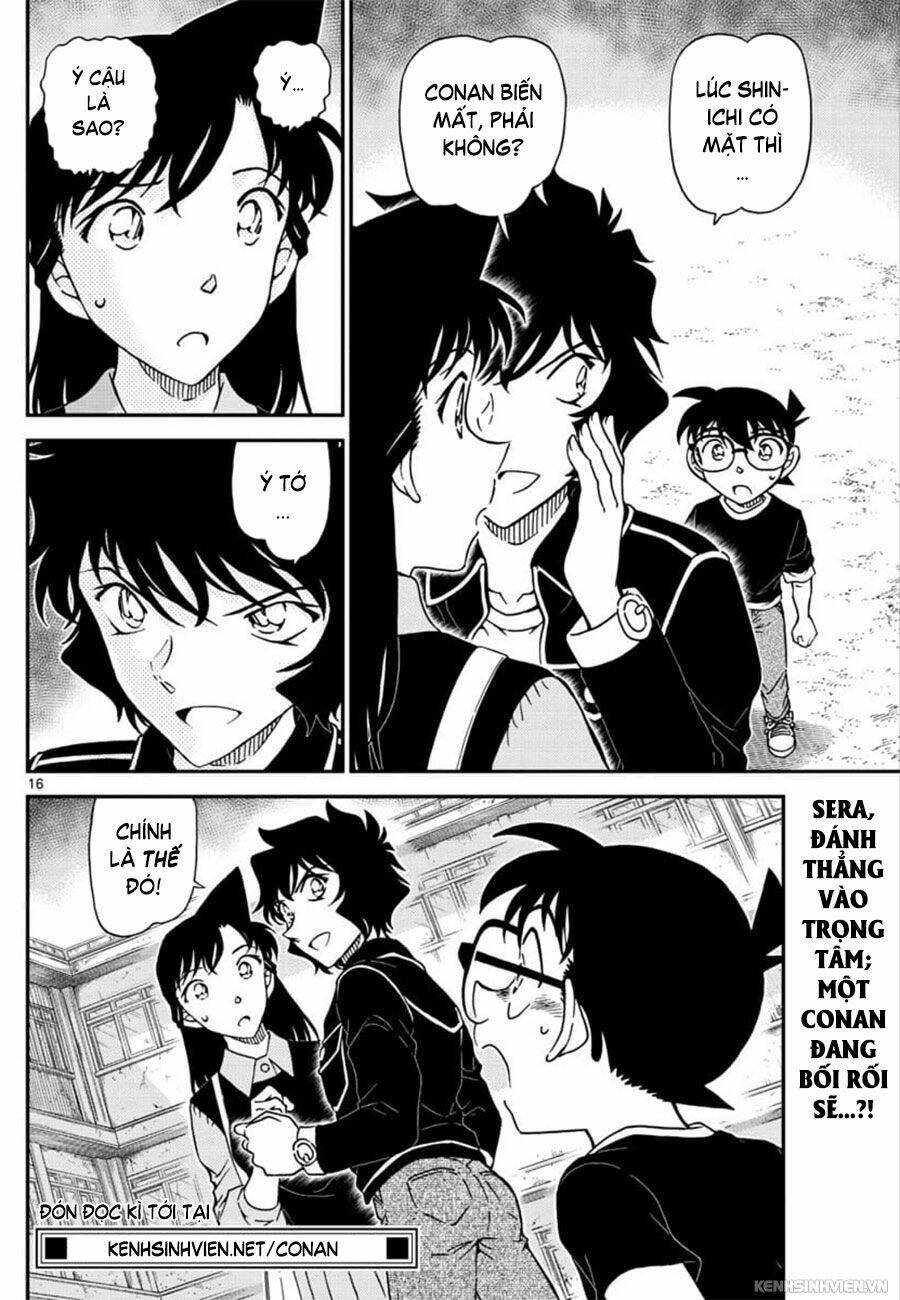 LÚC SHIN-
ICHI CÓ
MẶT THÌ
...
CONAN BIẾN
MẤT, PHẢI
KHÔNG?
Ý...
Ý CẬU
LÀ
SAO?
Ý TỚ
...
16
CHÍNH
LÀ THẾ
ĐÓ!
SERA,
ĐÁNH
THẲNG
VÀO
TRỌNG
TÂM;
MỘT
CONAN
ĐANG
BỐI RỐI
SẼ...?!
ĐÓN ĐỌC KÌ TỚI TẠI
KENHSINHVIEN.NET/CONAN
KENHSINHVIEN.VN